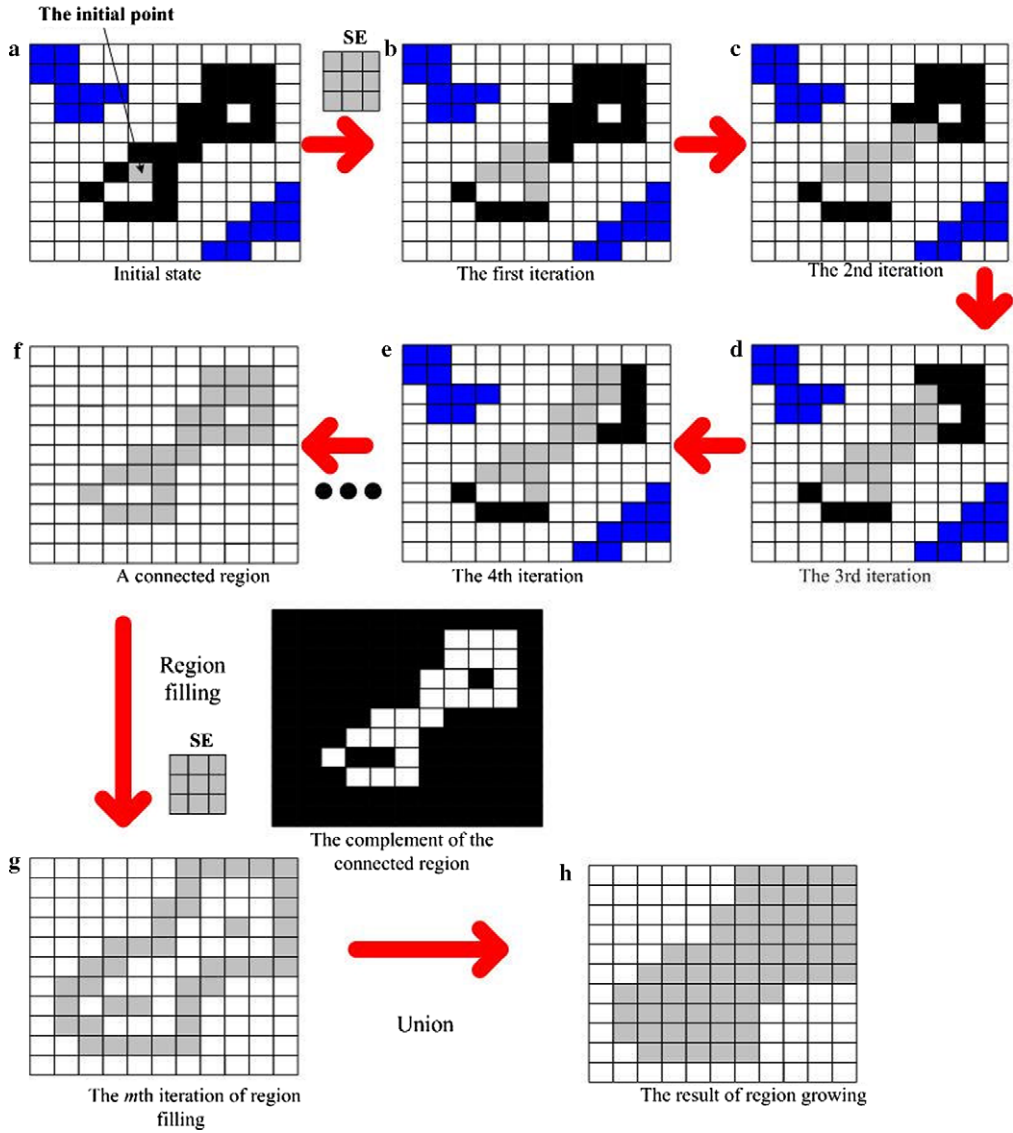 The initial point
a
SE
b
c
Initial state
The first iteration
The 2nd iteration
f
e
d
A connected region
The 4th iteration
The 3rd iteration
Region
filling
SE
The complement of the
connected region
g
h
Union
The mth iteration of region
filling
The result of region growing